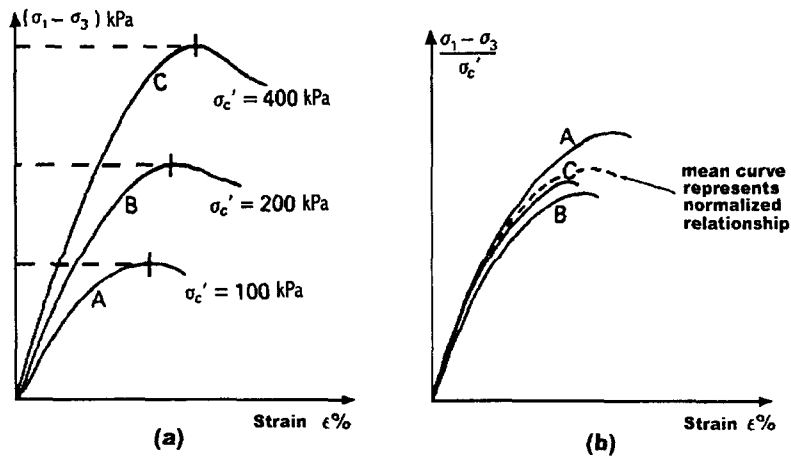 (σ₁ − σ₃) kPa
C
σc' = 400 kPa
B
σc' = 200 kPa
A
σc' = 100 kPa
Strain ϵ%
(a)
σ₁ − σ₃
σc'
A
C
B
mean curve
represents
normalized
relationship
Strain ϵ%
(b)